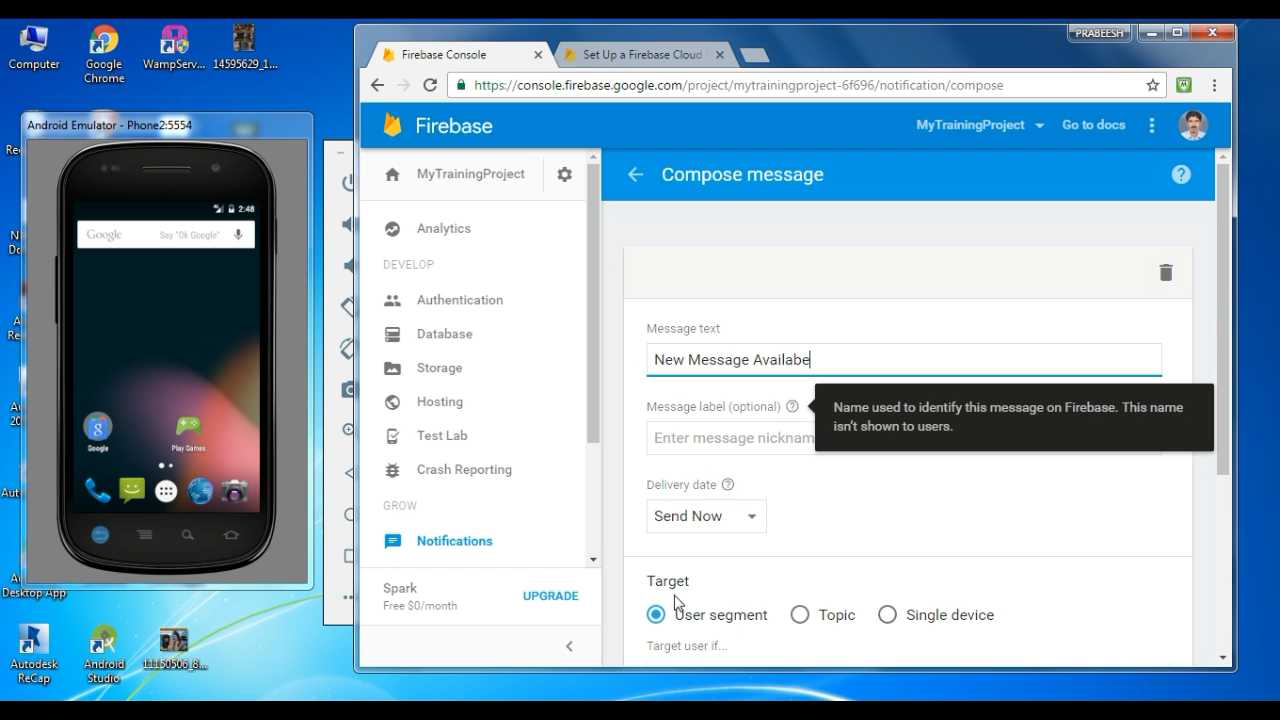 PRABEESH
Computer
Google
Chrome
WampServ...
14595629_1...
Firebase Console
Set Up a Firebase Cloud
https://console.firebase.google.com/project/mytrainingproject-6f696/notification/compose
Android Emulator - Phone2:5554
2:48
Google
Say "Ok Google"
Google
Play Games
Desktop App
Autodesk
ReCap
Android
Studio
11150506_8...
Firebase
MyTrainingProject
Go to docs
MyTrainingProject
Analytics
DEVELOP
Authentication
Database
Storage
Hosting
Test Lab
Crash Reporting
GROW
Notifications
Spark
Free $0/month
UPGRADE
Compose message
Message text
New Message Availabe
Message label (optional)
Name used to identify this message on Firebase. This name
isn't shown to users.
Enter message nicknam
Delivery date
Send Now
Target
User segment
Topic
Single device
Target user if...